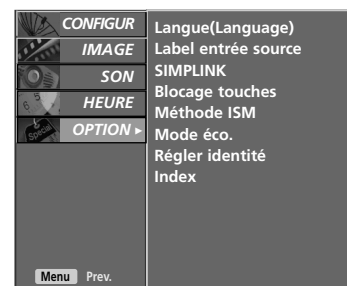 CONFIGUR
IMAGE
SON
HEURE
OPTION ▸
Special
Langue(Language)
Label entrée source
SIMPLINK
Blocage touches
Méthode ISM
Mode éco.
Régler identité
Index
Menu Prev.